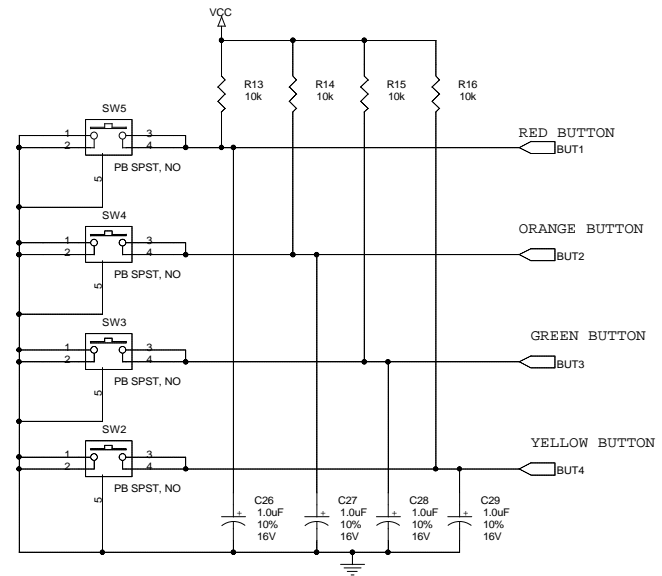 VCC
R13
10k
R14
10k
R15
10k
R16
10k
SW5
1
2
3
4
5
PB SPST, NO
RED BUTTON
BUT1
SW4
1
2
3
4
5
PB SPST, NO
ORANGE BUTTON
BUT2
SW3
1
2
3
4
5
PB SPST, NO
GREEN BUTTON
BUT3
SW2
1
2
3
4
5
PB SPST, NO
YELLOW BUTTON
BUT4
C26
1.0uF
10%
16V
C27
1.0uF
10%
16V
C28
1.0uF
10%
16V
C29
1.0uF
10%
16V